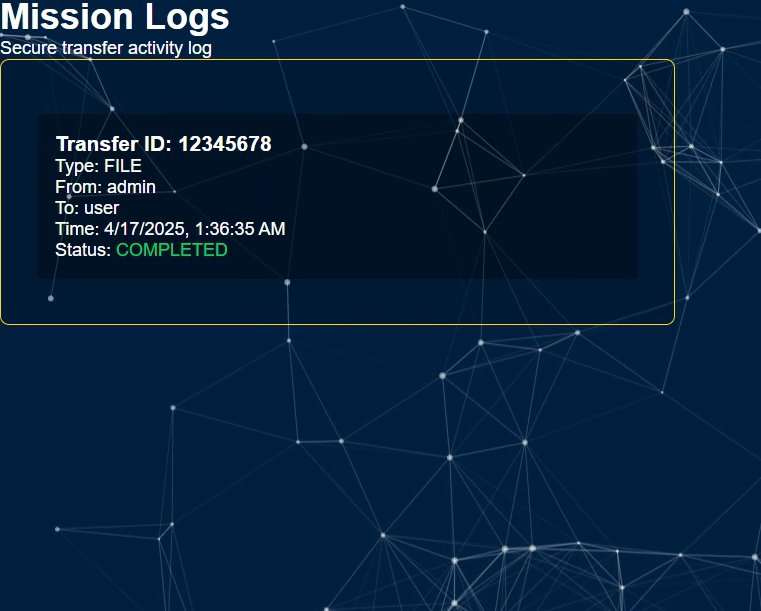 Mission Logs
Secure transfer activity log
Transfer ID: 12345678
Type: FILE
From: admin
To: user
Time: 4/17/2025, 1:36:35 AM
Status: COMPLETED